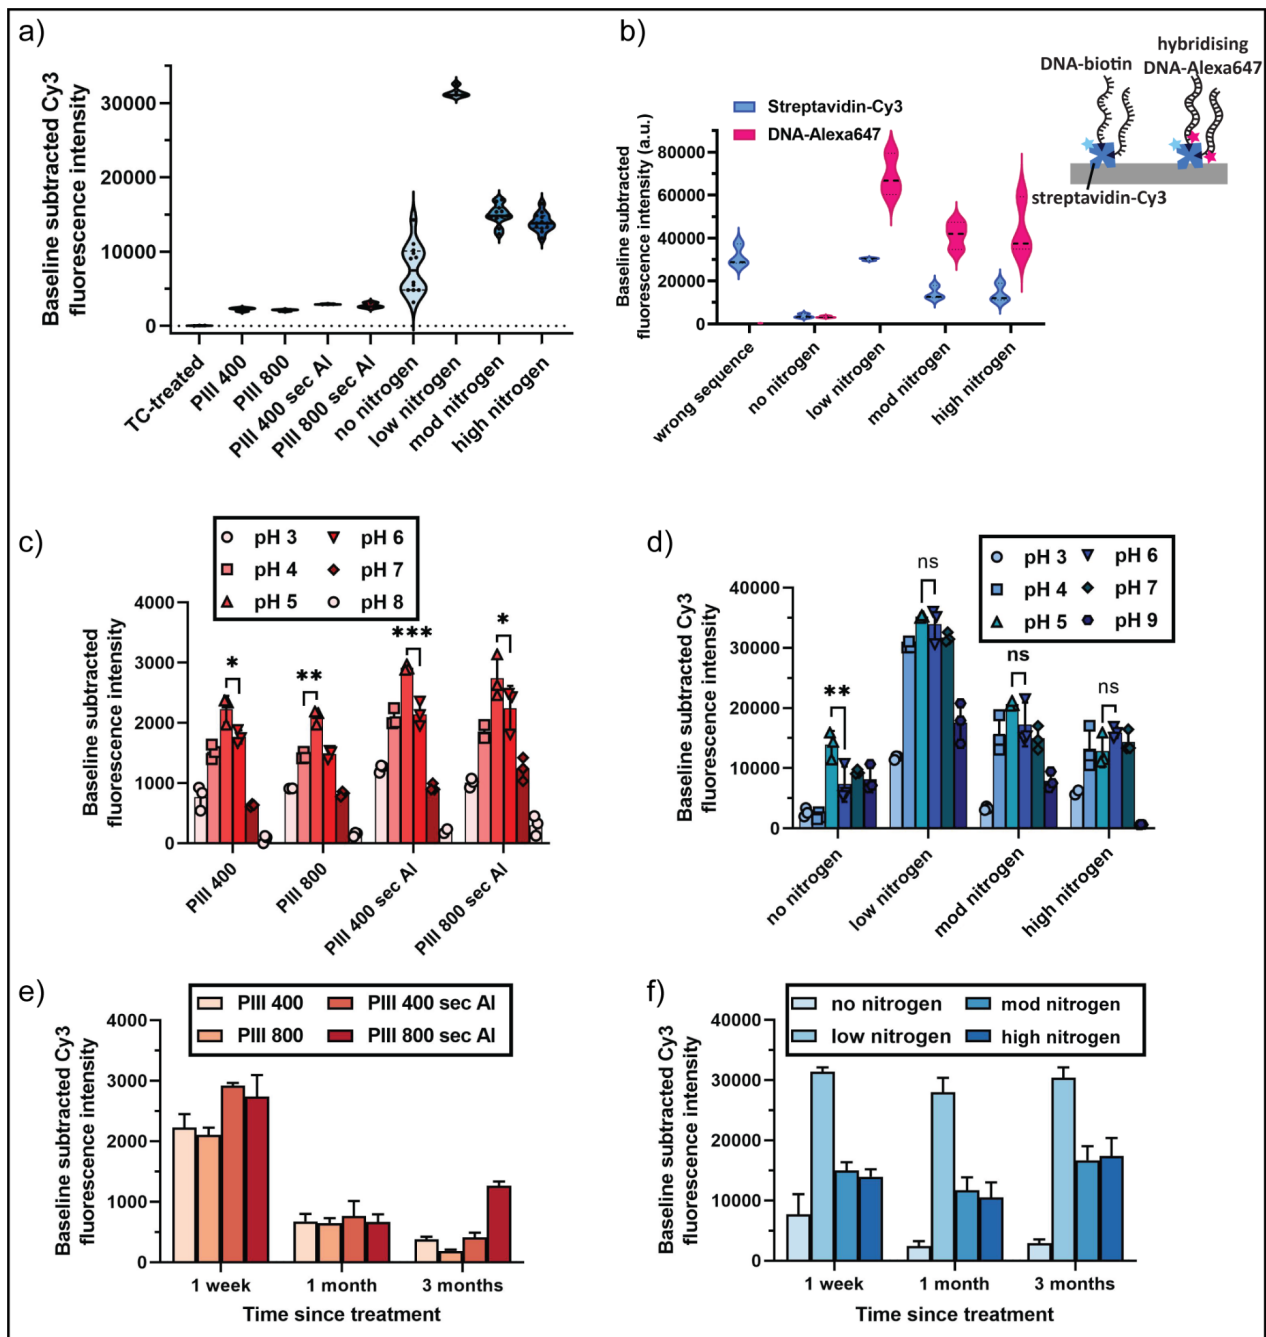 a)
Baseline subtracted Cy3
fluorescence intensity
30000
20000
10000
0
TC-treated
PIII 400
PIII 800
PIII 400 sec Al
PIII 800 sec Al
no nitrogen
low nitrogen
mod nitrogen
high nitrogen
b)
Streptavidin-Cy3
DNA-Alexa647
Baseline subtracted
fluorescence intensity (a.u.)
80000
60000
40000
20000
0
wrong sequence
no nitrogen
low nitrogen
mod nitrogen
high nitrogen
DNA-biotin
hybridising
DNA-Alexa647
streptavidin-Cy3
c)
pH 3
pH 6
pH 4
pH 7
pH 5
pH 8
Baseline subtracted
fluorescence intensity
4000
3000
2000
1000
0
*
**
***
*
PIII 400
PIII 800
PIII 400 sec Al
PIII 800 sec Al
d)
pH 3
pH 6
pH 4
pH 7
pH 5
pH 9
Baseline subtracted Cy3
fluorescence intensity
40000
30000
20000
10000
0
**
ns
ns
ns
no nitrogen
low nitrogen
mod nitrogen
high nitrogen
e)
PIII 400
PIII 400 sec Al
PIII 800
PIII 800 sec Al
Baseline subtracted Cy3
fluorescence intensity
4000
3000
2000
1000
0
1 week
1 month
3 months
Time since treatment
f)
no nitrogen
mod nitrogen
low nitrogen
high nitrogen
Baseline subtracted Cy3
fluorescence intensity
40000
30000
20000
10000
0
1 week
1 month
3 months
Time since treatment